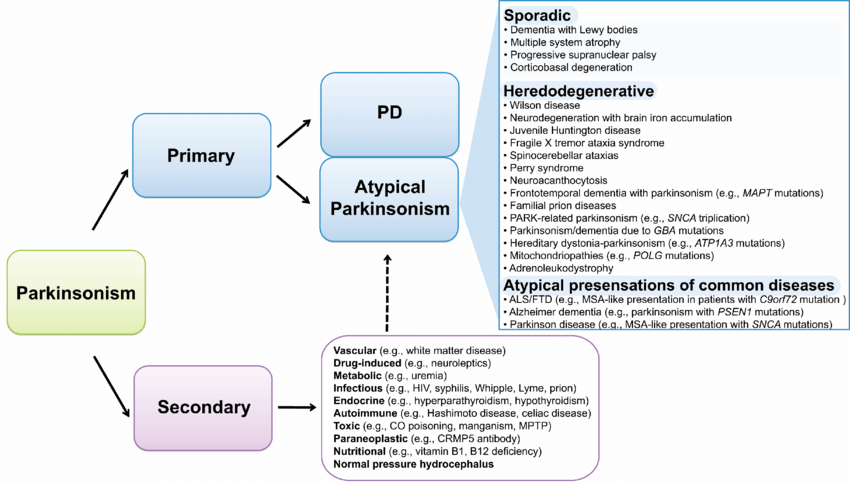 Parkinsonism
Primary
Secondary
PD
Atypical
Parkinsonism
Sporadic
• Dementia with Lewy bodies
• Multiple system atrophy
• Progressive supranuclear palsy
• Corticobasal degeneration
Heredodegenerative
• Wilson disease
• Neurodegeneration with brain iron accumulation
• Juvenile Huntington disease
• Fragile X tremor ataxia syndrome
• Spinocerebellar ataxias
• Perry syndrome
• Neuroacanthocytosis
• Frontotemporal dementia with parkinsonism (e.g., MAPT mutations)
• Familial prion diseases
• PARK-related parkinsonism (e.g., SNCA triplication)
• Parkinsonism/dementia due to GBA mutations
• Hereditary dystonia-parkinsonism (e.g., ATP1A3 mutations)
• Mitochondriopathies (e.g., POLG mutations)
• Adrenoleukodystrophy
Atypical presensations of common diseases
• ALS/FTD (e.g., MSA-like presentation in patients with C9orf72 mutation )
• Alzheimer dementia (e.g., parkinsonism with PSEN1 mutations)
• Parkinson disease (e.g., MSA-like presentation with SNCA mutations)
Vascular (e.g., white matter disease)
Drug-induced (e.g., neuroleptics)
Metabolic (e.g., uremia)
Infectious (e.g., HIV, syphilis, Whipple, Lyme, prion)
Endocrine (e.g., hyperparathyroidism, hypothyroidism)
Autoimmune (e.g., Hashimoto disease, celiac disease)
Toxic (e.g., CO poisoning, manganism, MPTP)
Paraneoplastic (e.g., CRMP5 antibody)
Nutritional (e.g., vitamin B1, B12 deficiency)
Normal pressure hydrocephalus